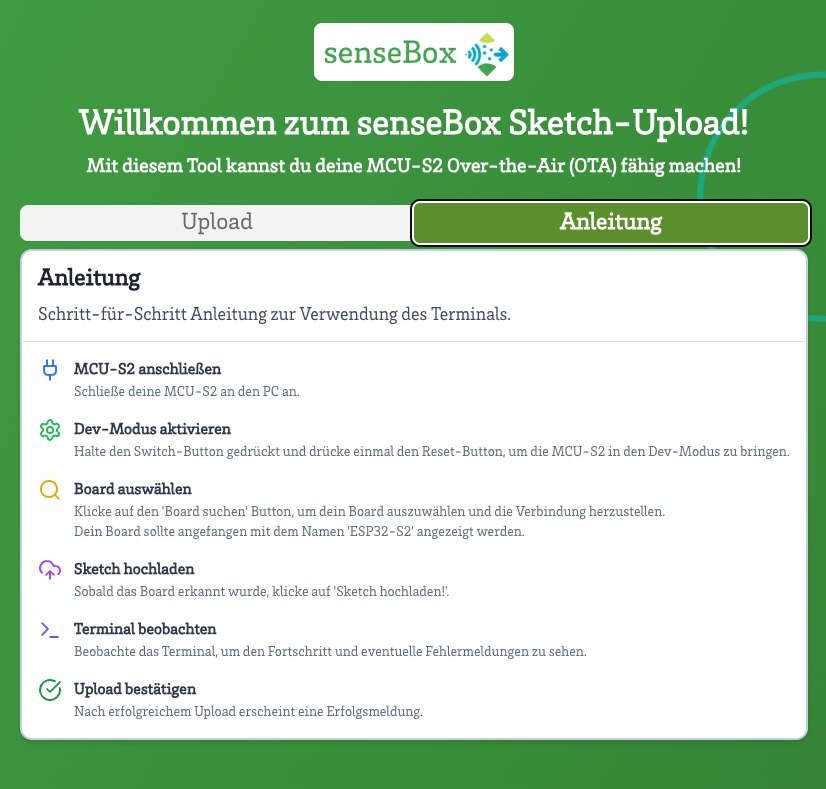 senseBox
Willkommen zum senseBox Sketch-Upload!
Mit diesem Tool kannst du deine MCU-S2 Over-the-Air (OTA) fähig machen!
Upload
Anleitung
Anleitung
Schritt-für-Schritt Anleitung zur Verwendung des Terminals.
MCU-S2 anschließen
Schließe deine MCU-S2 an den PC an.
Dev-Modus aktivieren
Halte den Switch-Button gedrückt und drücke einmal den Reset-Button, um die MCU-S2 in den Dev-Modus zu bringen.
Board auswählen
Klicke auf den 'Board suchen' Button, um dein Board auszuwählen und die Verbindung herzustellen.
Dein Board sollte angefangen mit dem Namen 'ESP32-S2' angezeigt werden.
Sketch hochladen
Sobald das Board erkannt wurde, klicke auf 'Sketch hochladen!'.
Terminal beobachten
Beobachte das Terminal, um den Fortschritt und eventuelle Fehlermeldungen zu sehen.
Upload bestätigen
Nach erfolgreichem Upload erscheint eine Erfolgsmeldung.